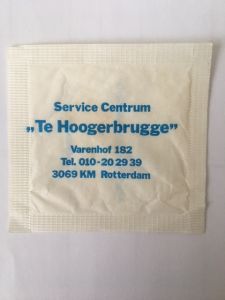 Service Centrum
„Te Hoogerbrugge”
Varenhof 182
Tel. 010-20 29 39
3069 KM Rotterdam